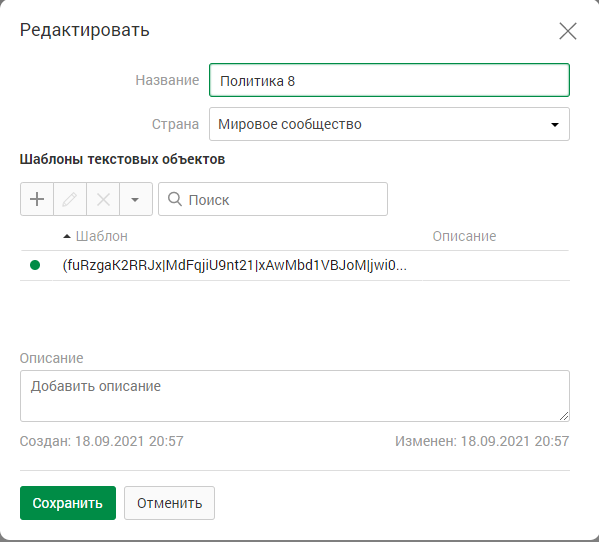 Редактировать
Название Политика 8
Страна Мировое сообщество
Шаблоны текстовых объектов
Поиск
Шаблон Описание
(fuRzgaK2RRJx|MdFqjiU9nt21|xAwMbd1VBJoM|jwi0...
Описание
Добавить описание
Создан: 18.09.2021 20:57 Изменен: 18.09.2021 20:57
Сохранить Отменить